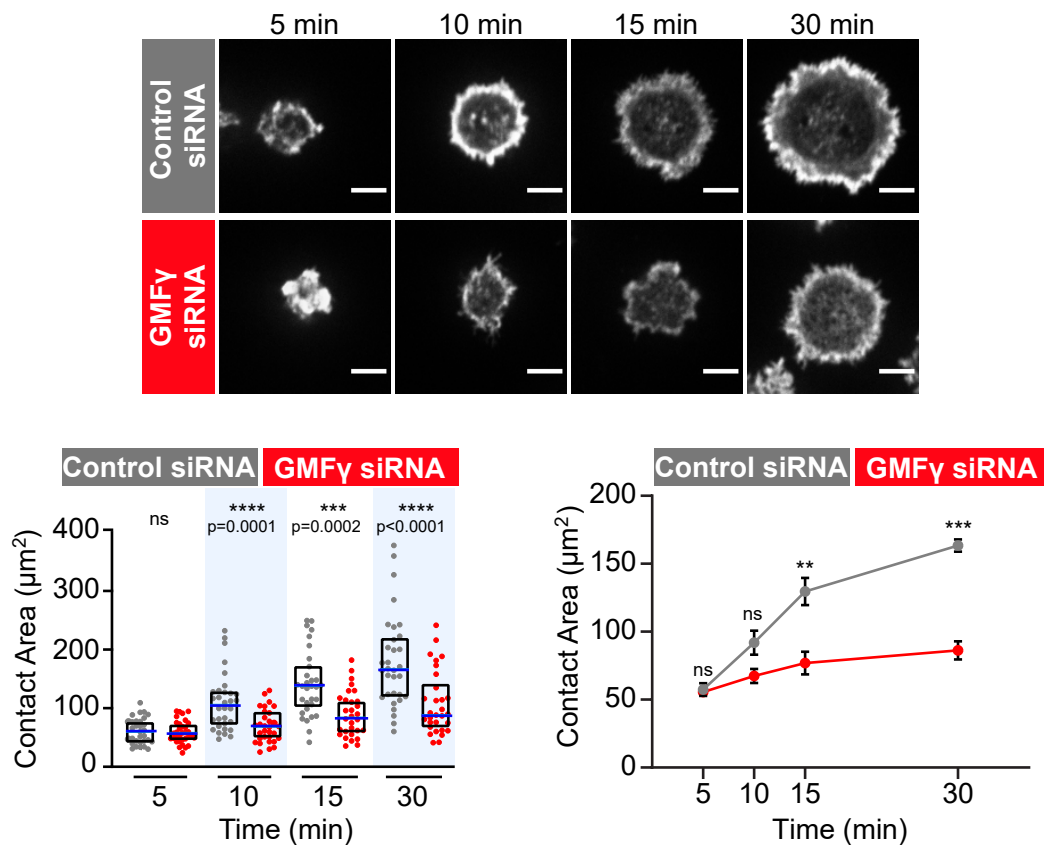 5 min 10 min 15 min 30 min
Control
siRNA
GMFγ
siRNA
Control siRNA GMFγ siRNA
ns **** *** ****
p=0.0001 p=0.0002 p<0.0001
Contact Area (μm²)
400
300
200
100
0
5 10 15 30
Time (min)
Control siRNA GMFγ siRNA
Contact Area (μm²)
200
150
100
50
0
ns ns ** ***
5 10 15 30
Time (min)